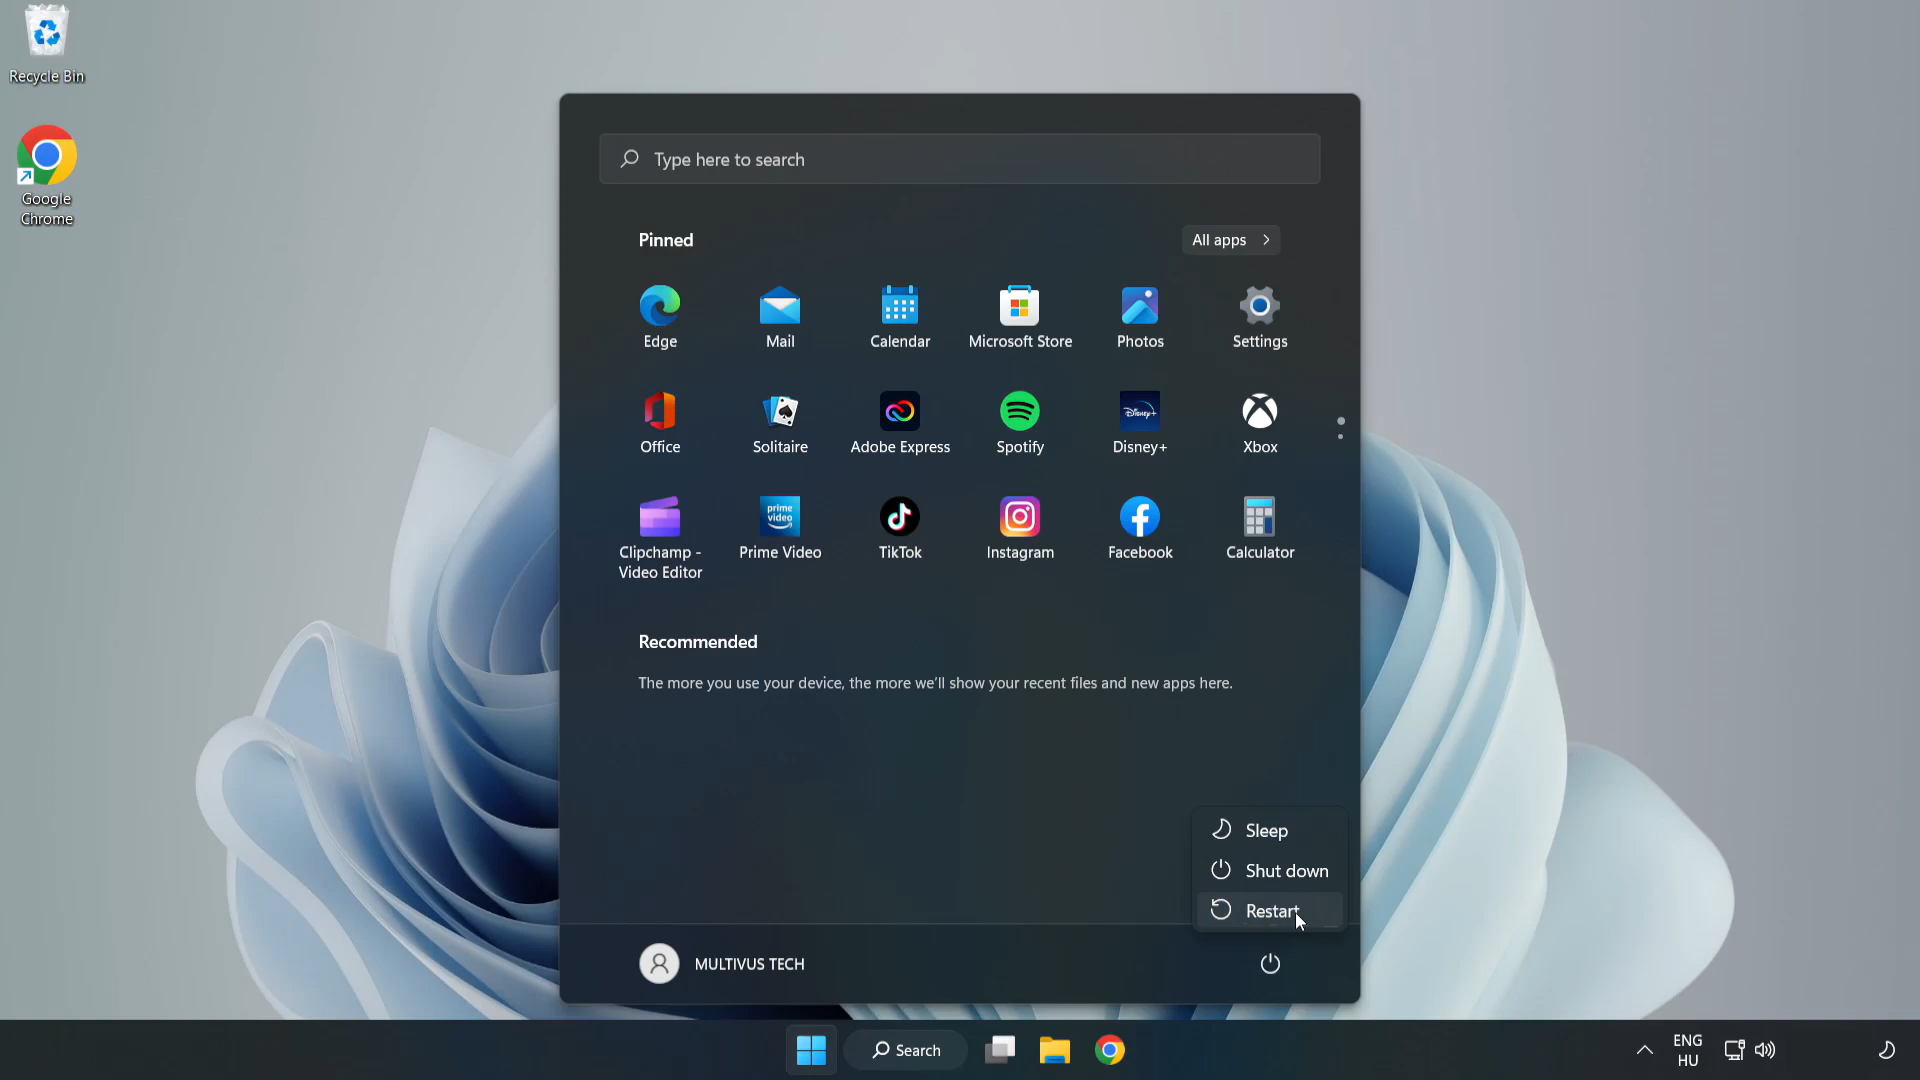 Recycle Bin
Google
Chrome
Type here to search
Pinned
All apps
Edge
Mail
Calendar
Microsoft Store
Photos
Settings
Office
Solitaire
Adobe Express
Spotify
Disney+
Disney+
Xbox
prime
video
Clipchamp -
Video Editor
Prime Video
TikTok
Instagram
Facebook
Calculator
Recommended
The more you use your device, the more we’ll show your recent files and new apps here.
Sleep
Shut down
Restart
MULTIVUS TECH
Search
ENG
HU